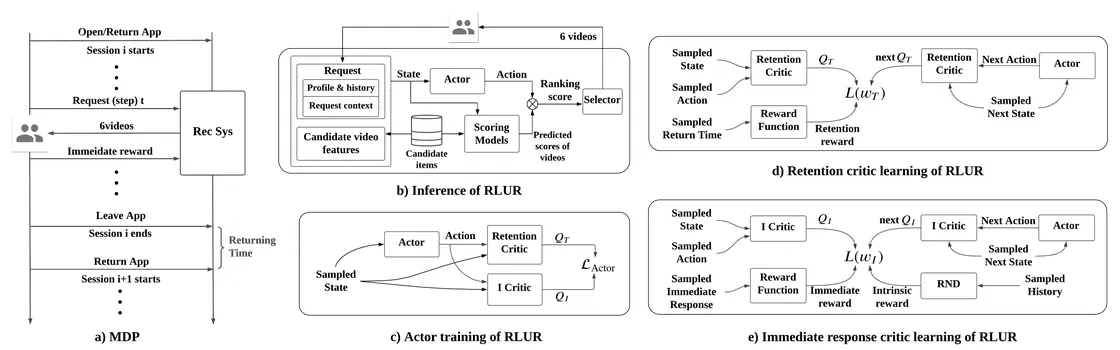 Open/Return App
Session i starts
Request (step) t
6videos
Rec Sys
Immeidate reward
Leave App
Session i ends
Returning
Time
Return App
Session i+1 starts
a) MDP
6 videos
Request
Profile & history
Request context
Candidate video
features
State
Actor
Action
Ranking
score
Selector
Candidate
items
Scoring
Models
Predicted
scores of
videos
b) Inference of RLUR
Sampled
State
Actor
Action
Retention
Critic
I Critic
Q_T
Q_I
ℒ_Actor
c) Actor training of RLUR
Sampled
State
Sampled
Action
Sampled
Return Time
Retention
Critic
Reward
Function
Q_T
L(w_T)
Retention
reward
next Q_T
Retention
Critic
Next Action
Actor
Sampled
Next State
d) Retention critic learning of RLUR
Sampled
State
Sampled
Action
Sampled
Immediate
Response
I Critic
Reward
Function
Q_I
L(w_I)
Immediate
reward
Intrinsic
reward
next Q_I
I Critic
Next Action
Actor
Sampled
Next State
RND
Sampled
History
e) Immediate response critic learning of RLUR